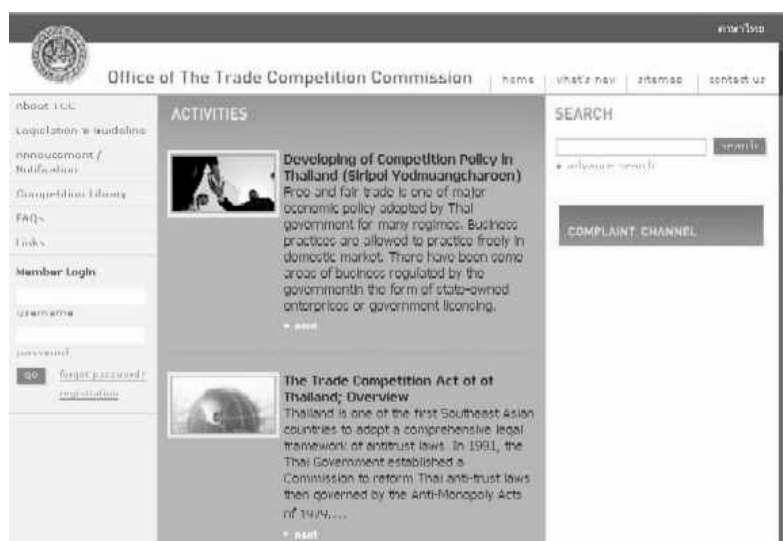 ภาษาไทย
Office of The Trade Competition Commission
home
what's new
sitemap
contact us
About TCC
Legislation & Guideline
Annoucement /
Notification
Competition Library
FAQs
Links
Member Login
username
password
go
forgot password?
registration
ACTIVITIES
Developing of Competition Policy in
Thailand (Siripol Yodmuangcharoen)
Free and fair trade is one of major
economic policy adopted by Thai
government for many regimes. Business
practices are allowed to practice freely in
domestic market. There have been some
areas of business regulated by the
governmentin the form of state-owned
enterprises or government licensing.
The Trade Competition Act of of
Thailand; Overview
Thailand is one of the first Southeast Asian
countries to adopt a comprehensive legal
framework of antitrust laws. In 1991, the
Thai Government established a
Commission to reform Thai anti-trust laws
then governed by the Anti-Monopoly Acts
of 1979....
SEARCH
search
advance search
COMPLAINT CHANNEL